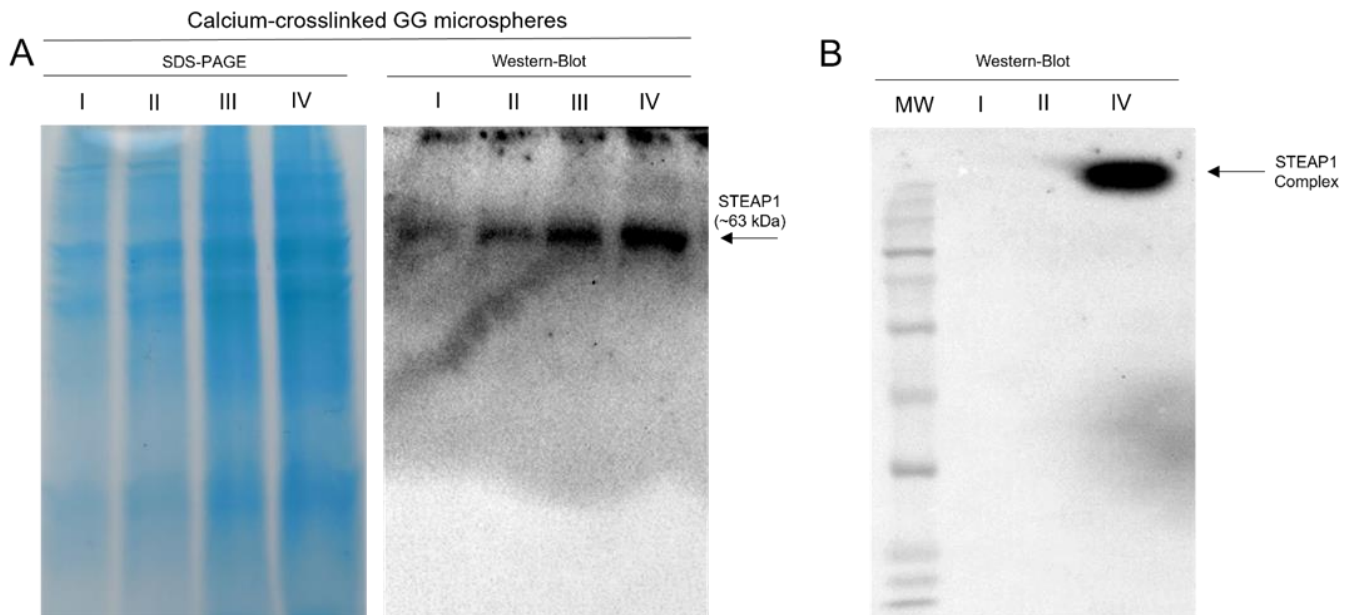 Calcium-crosslinked GG microspheres
A
SDS-PAGE
Western-Blot
I II III IV
I II III IV
STEAP1
(~63 kDa)
B
Western-Blot
MW I II IV
STEAP1
Complex